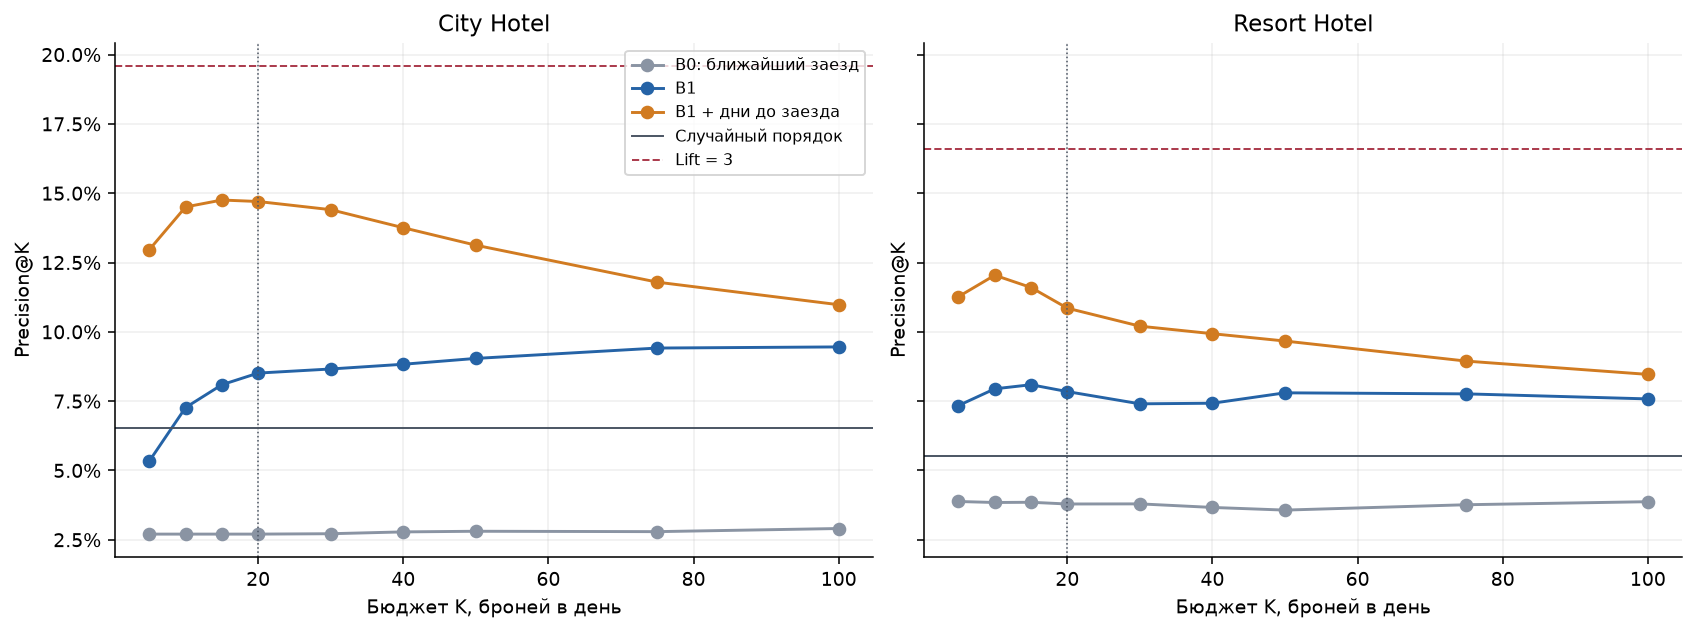 City Hotel
Resort Hotel
20.0%
17.5%
15.0%
12.5%
10.0%
7.5%
5.0%
2.5%
Precision@K
B0: ближайший заезд
B1
B1 + дни до заезда
Случайный порядок
Lift = 3
20
40
60
80
100
Бюджет K, броней в день
Precision@K
20
40
60
80
100
Бюджет K, броней в день